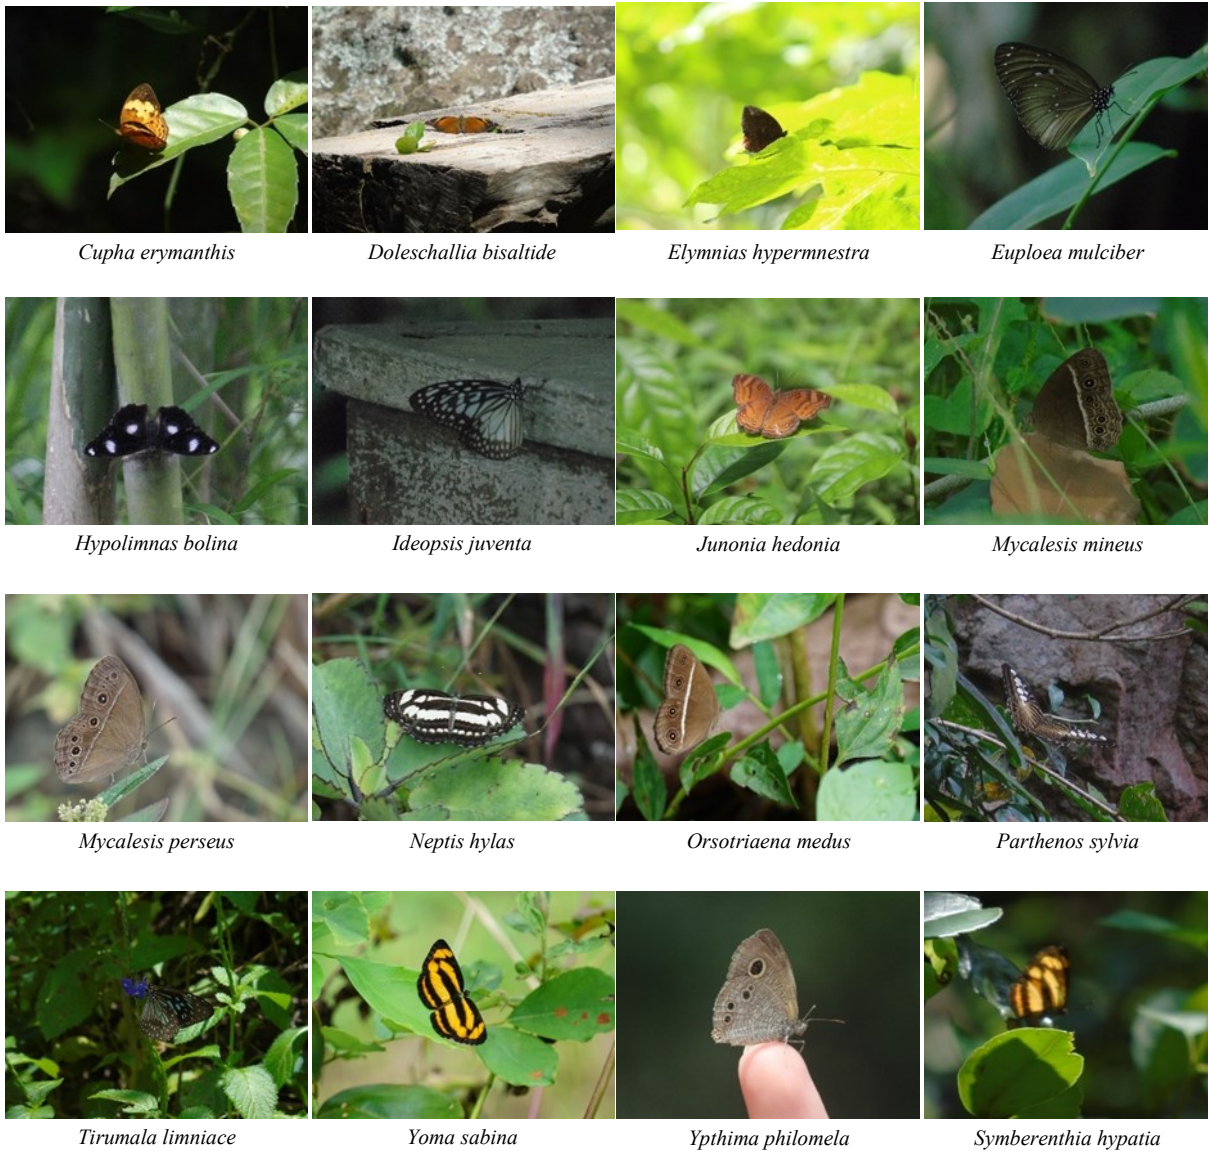 Cupha erymanthis
Doleschallia bisaltide
Elymnias hypermnestra
Euploea mulciber
Hypolimnas bolina
Ideopsis juventa
Junonia hedonia
Mycalesis mineus
Mycalesis perseus
Neptis hylas
Orsotriaena medus
Parthenos sylvia
Tirumala limniace
Yoma sabina
Ypthima philomela
Symberenthia hypatia